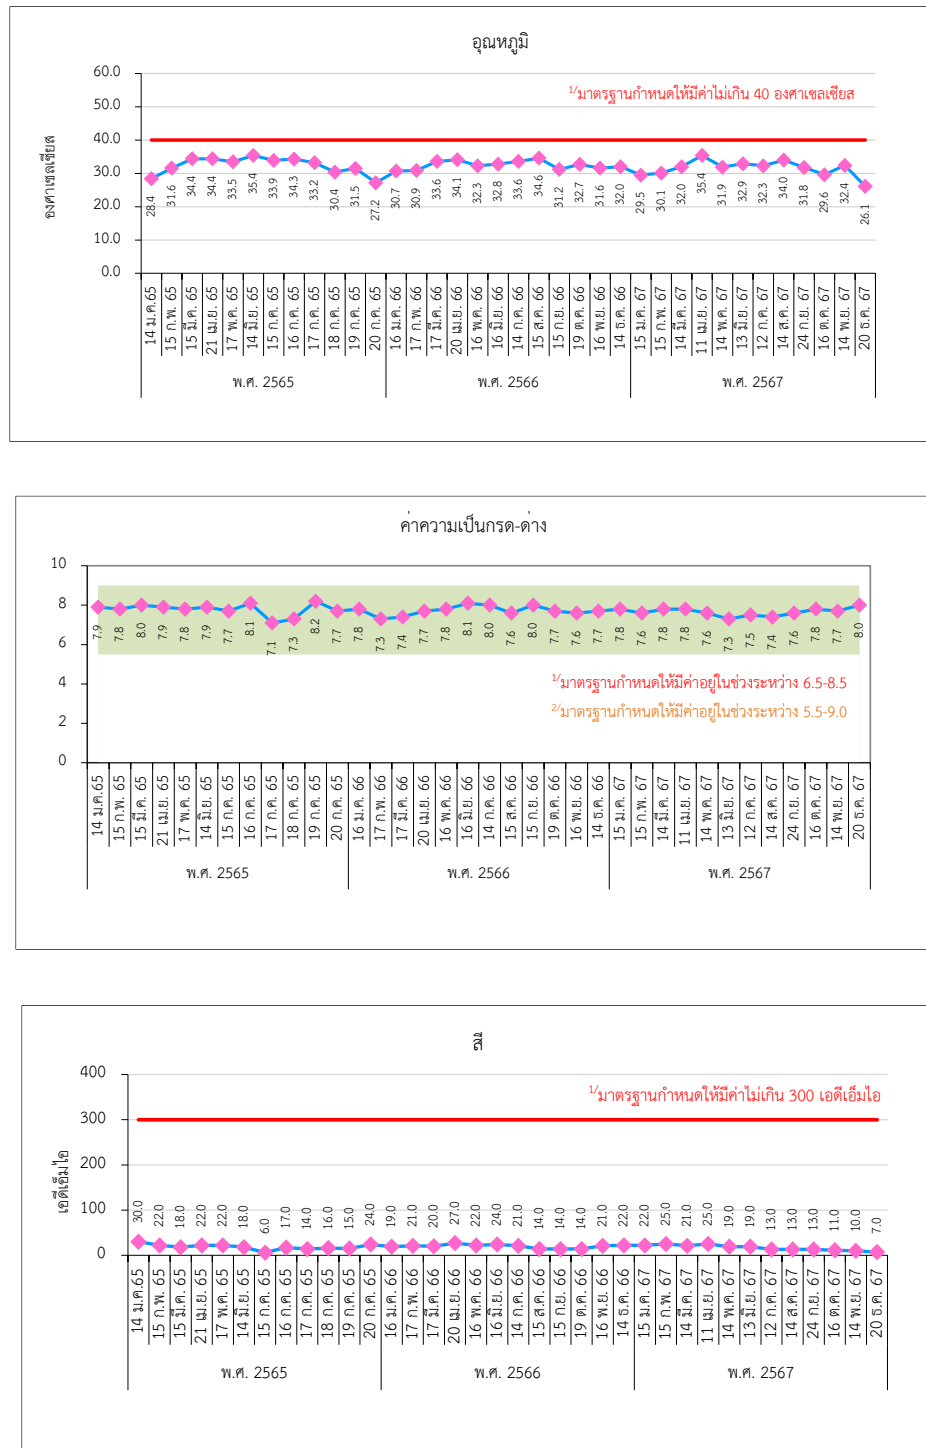 อุณหภูมิ
1/มาตรฐานกำหนดให้มีค่าไม่เกิน 40 องศาเซลเซียส
องศาเซลเซียส
60.0
50.0
40.0
30.0
20.0
10.0
0.0
28.4 31.6 34.4 34.4 33.5 35.4 33.9 34.3 33.2 30.4 31.5 27.2 30.7 30.9 33.6 34.1 32.3 32.8 33.6 34.6 31.2 32.7 31.6 32.0 29.5 30.1 32.0 35.4 31.9 32.9 32.3 34.0 31.8 29.6 32.4 26.1
14 ม.ค.65 15 ก.พ. 65 15 มี.ค. 65 21 เม.ย. 65 17 พ.ค. 65 14 มิ.ย. 65 15 ก.ค. 65 16 ก.ค. 65 17 ก.ค. 65 18 ก.ค. 65 19 ก.ค. 65 20 ก.ค. 65 16 ม.ค. 66 17 ก.พ. 66 17 มี.ค. 66 20 เม.ย. 66 16 พ.ค. 66 16 มิ.ย. 66 14 ก.ค. 66 15 ส.ค. 66 15 ก.ย. 66 19 ต.ค. 66 16 พ.ย. 66 14 ธ.ค. 66 15 ม.ค. 67 15 ก.พ. 67 14 มี.ค. 67 11 เม.ย. 67 14 พ.ค. 67 13 มิ.ย. 67 12 ก.ค. 67 14 ส.ค. 67 24 ก.ย. 67 16 ต.ค. 67 14 พ.ย. 67 20 ธ.ค. 67
พ.ศ. 2565 พ.ศ. 2566 พ.ศ. 2567
ค่าความเป็นกรด-ด่าง
10
8
6
4
2
0
7.9 7.8 8.0 7.9 7.8 7.9 7.7 8.1 7.1 7.3 8.2 7.7 7.8 7.3 7.4 7.7 7.8 8.1 8.0 7.6 8.0 7.7 7.6 7.7 7.8 7.6 7.8 7.8 7.6 7.3 7.5 7.4 7.6 7.8 7.7 8.0
1/มาตรฐานกำหนดให้มีค่าอยู่ในช่วงระหว่าง 6.5-8.5
2/มาตรฐานกำหนดให้มีค่าอยู่ในช่วงระหว่าง 5.5-9.0
14 ม.ค.65 15 ก.พ. 65 15 มี.ค. 65 21 เม.ย. 65 17 พ.ค. 65 14 มิ.ย. 65 15 ก.ค. 65 16 ก.ค. 65 17 ก.ค. 65 18 ก.ค. 65 19 ก.ค. 65 20 ก.ค. 65 16 ม.ค. 66 17 ก.พ. 66 17 มี.ค. 66 20 เม.ย. 66 16 พ.ค. 66 16 มิ.ย. 66 14 ก.ค. 66 15 ส.ค. 66 15 ก.ย. 66 19 ต.ค. 66 16 พ.ย. 66 14 ธ.ค. 66 15 ม.ค. 67 15 ก.พ. 67 14 มี.ค. 67 11 เม.ย. 67 14 พ.ค. 67 13 มิ.ย. 67 12 ก.ค. 67 14 ส.ค. 67 24 ก.ย. 67 16 ต.ค. 67 14 พ.ย. 67 20 ธ.ค. 67
พ.ศ. 2565 พ.ศ. 2566 พ.ศ. 2567
สี
1/มาตรฐานกำหนดให้มีค่าไม่เกิน 300 เอดีเอ็มไอ
เอดีเอ็มไอ
400
300
200
100
0
30.0 22.0 18.0 22.0 22.0 18.0 6.0 17.0 14.0 16.0 15.0 24.0 19.0 21.0 20.0 27.0 22.0 24.0 21.0 14.0 14.0 14.0 21.0 22.0 22.0 25.0 21.0 25.0 19.0 19.0 13.0 13.0 13.0 11.0 10.0 7.0
14 ม.ค.65 15 ก.พ. 65 15 มี.ค. 65 21 เม.ย. 65 17 พ.ค. 65 14 มิ.ย. 65 15 ก.ค. 65 16 ก.ค. 65 17 ก.ค. 65 18 ก.ค. 65 19 ก.ค. 65 20 ก.ค. 65 16 ม.ค. 66 17 ก.พ. 66 17 มี.ค. 66 20 เม.ย. 66 16 พ.ค. 66 16 มิ.ย. 66 14 ก.ค. 66 15 ส.ค. 66 15 ก.ย. 66 19 ต.ค. 66 16 พ.ย. 66 14 ธ.ค. 66 15 ม.ค. 67 15 ก.พ. 67 14 มี.ค. 67 11 เม.ย. 67 14 พ.ค. 67 13 มิ.ย. 67 12 ก.ค. 67 14 ส.ค. 67 24 ก.ย. 67 16 ต.ค. 67 14 พ.ย. 67 20 ธ.ค. 67
พ.ศ. 2565 พ.ศ. 2566 พ.ศ. 2567